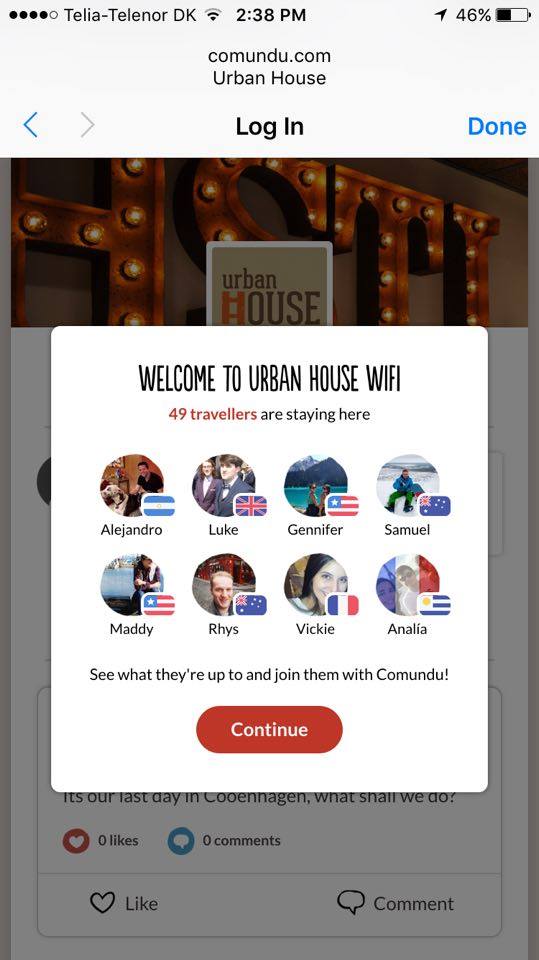 Telia-Telenor DK 2:38 PM 46%
comundu.com
Urban House
Log In
Done
HSTI
urban
HOUSE
WELCOME TO URBAN HOUSE WIFI
49 travellers are staying here
Alejandro Luke Gennifer Samuel
Maddy Rhys Vickie Analía
See what they're up to and join them with Comundu!
Continue
Its our last day in Cooenhagen, what shall we do?
0 likes 0 comments
Like Comment